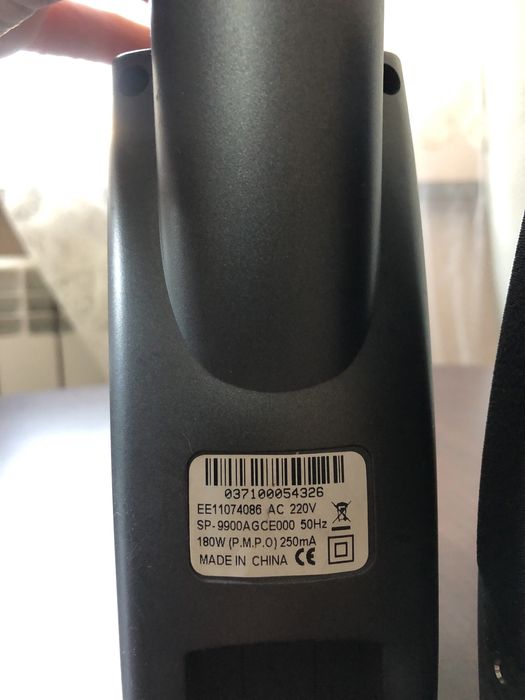 037100054326
EE11074086 AC 220V
SP-9900AGCE000 50Hz
180W (P.M.P.O) 250mA
MADE IN CHINA CE